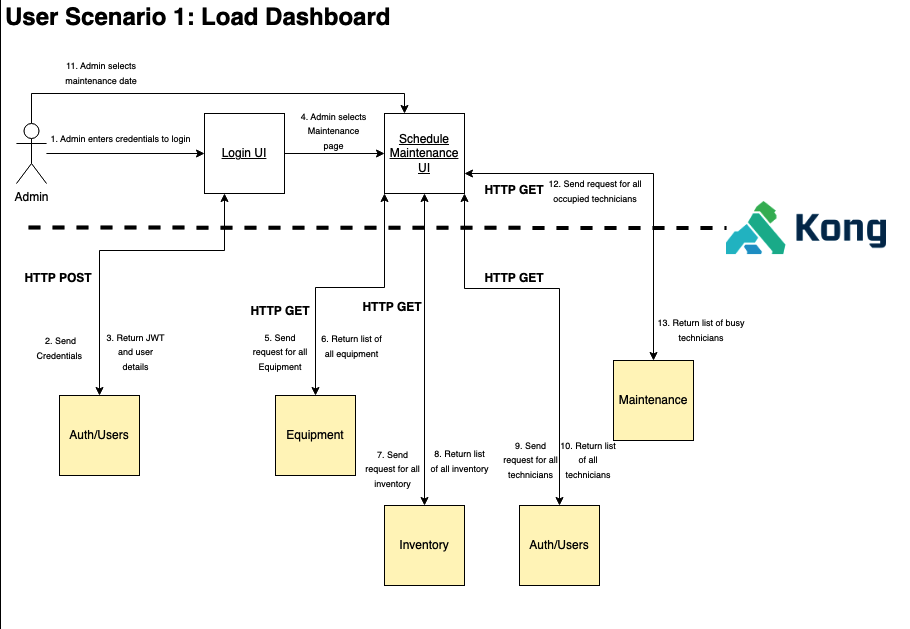 User Scenario 1: Load Dashboard
11. Admin selects
maintenance date
1. Admin enters credentials to login
4. Admin selects
Maintenance
page
Login UI
Schedule
Maintenance
UI
Admin
HTTP GET
12. Send request for all
occupied technicians
Kong
HTTP POST
HTTP GET
HTTP GET
HTTP GET
2. Send
Credentials
3. Return JWT
and user
details
5. Send
request for all
Equipment
6. Return list of
all equipment
13. Return list of busy
technicians
Auth/Users
Equipment
Maintenance
7. Send
request for all
inventory
8. Return list
of all inventory
9. Send
request for all
technicians
10. Return list
of all
technicians
Inventory
Auth/Users